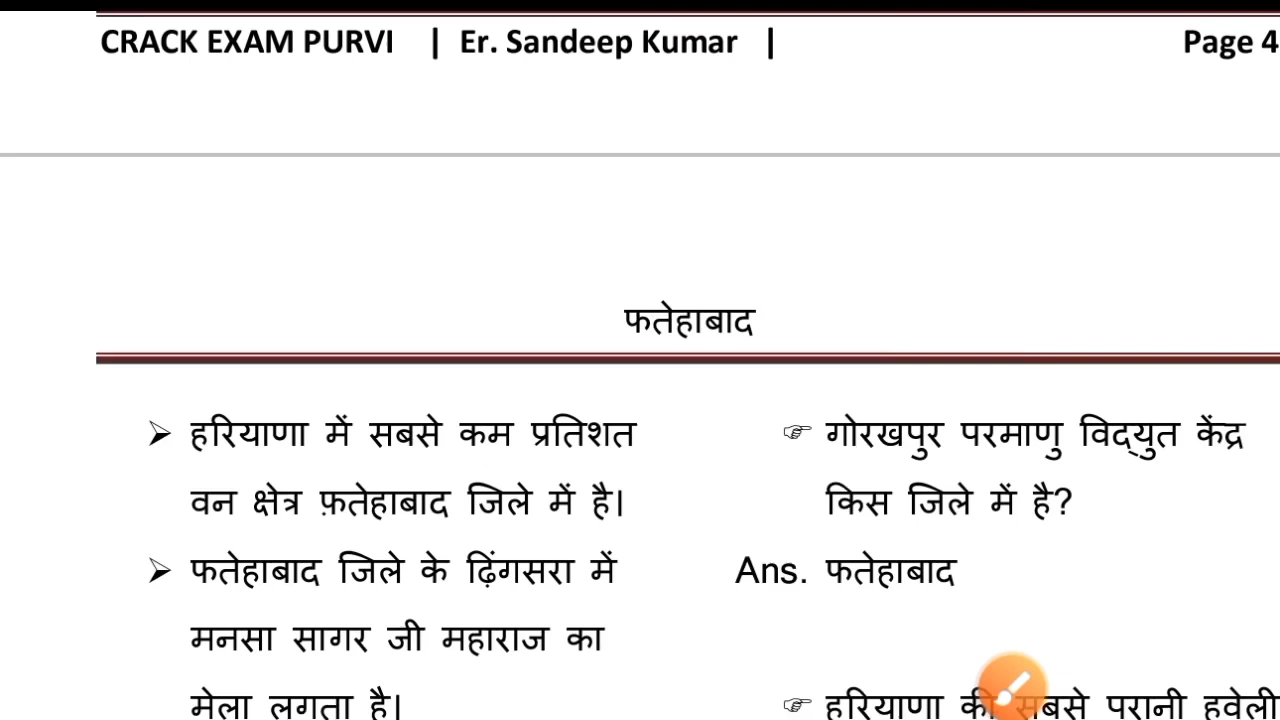 CRACK EXAM PURVI | Er. Sandeep Kumar |
Page 4
फतेहाबाद
➢ हरियाणा में सबसे कम प्रतिशत
वन क्षेत्र फ़तेहाबाद जिले में है।
➢ फतेहाबाद जिले के ढ़िंगसरा में
मनसा सागर जी महाराज का
मेला लगता है।
☞ गोरखपुर परमाणु विद्युत केंद्र
किस जिले में है?
Ans. फतेहाबाद
☞ हरियाणा की सबसे पुरानी हवेली